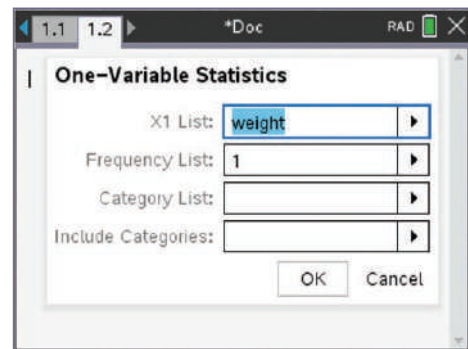 1.1 1.2 *Doc RAD
One-Variable Statistics
X1 List: weight
Frequency List: 1
Category List:
Include Categories:
OK Cancel